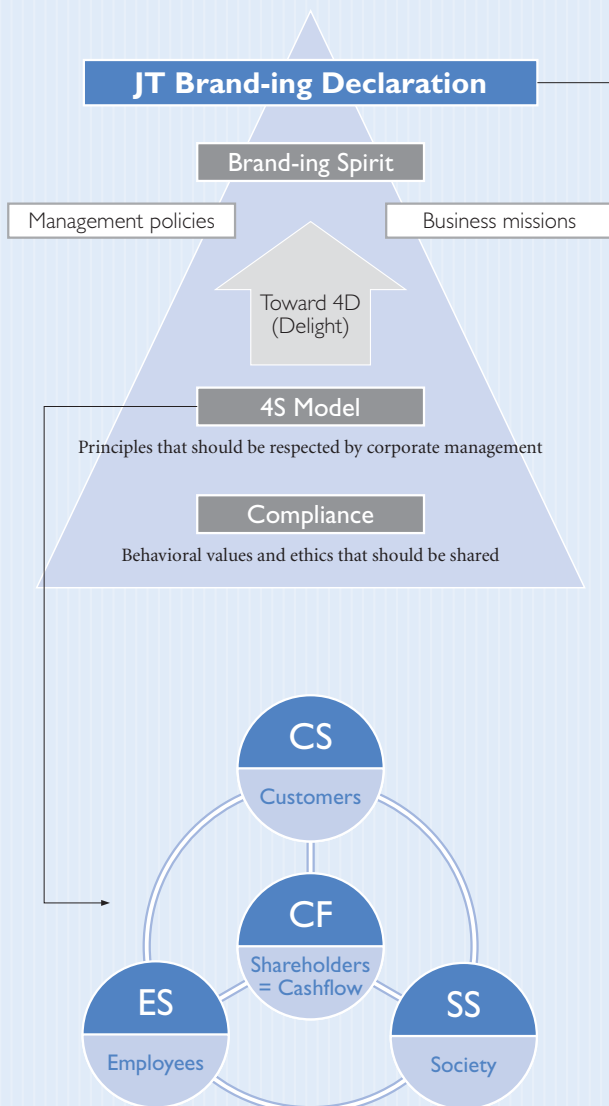 JT Brand-ing Declaration
Brand-ing Spirit
Management policies
Business missions
Toward 4D
(Delight)
4S Model
Principles that should be respected by corporate management
Compliance
Behavioral values and ethics that should be shared
CS
Customers
CF
Shareholders
= Cashflow
ES
Employees
SS
Society